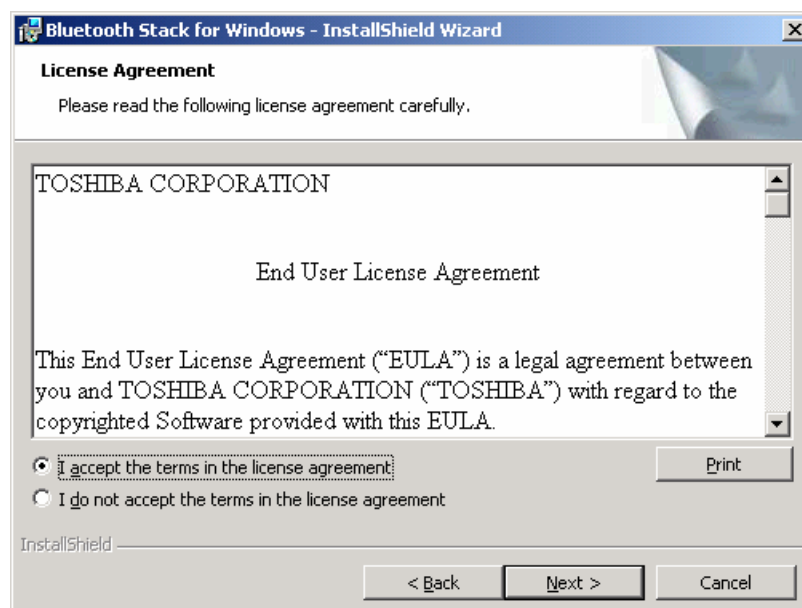 Bluetooth Stack for Windows - InstallShield Wizard
License Agreement
Please read the following license agreement carefully.
TOSHIBA CORPORATION
End User License Agreement
This End User License Agreement (“EULA”) is a legal agreement between
you and TOSHIBA CORPORATION (“TOSHIBA”) with regard to the
copyrighted Software provided with this EULA.
I accept the terms in the license agreement
Print
I do not accept the terms in the license agreement
InstallShield
< Back Next > Cancel